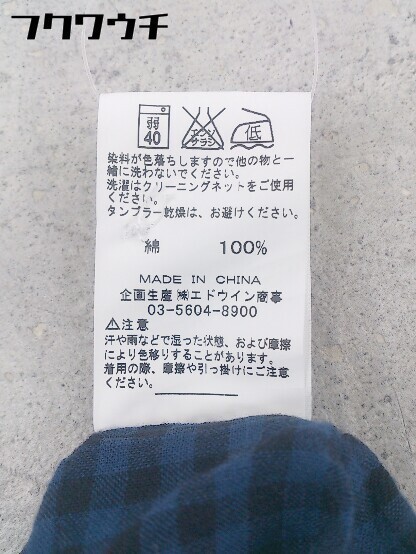 フクワウチ
弱
40
エンソ
サラシ
低
染料が色落ちしますので他の物と一
緒に洗わないでください。
洗濯はクリーニングネットをご使用
ください。
タンブラー乾燥は、お避けください。
綿 100%
MADE IN CHINA
企画生産㈱エドウイン商事
03-5604-8900
⚠注意
汗や雨などで湿った状態、および摩擦
により色移りすることがあります。
着用の際、摩擦や引っ掛けにご注意
ください。